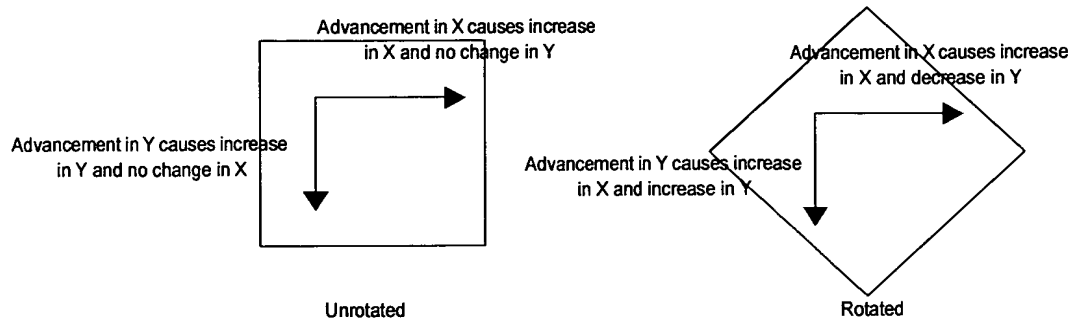 Advancement in X causes increase
in X and no change in Y
Advancement in Y causes increase
in Y and no change in X
Unrotated
Advancement in X causes increase
in X and decrease in Y
Advancement in Y causes increase
in X and increase in Y
Rotated